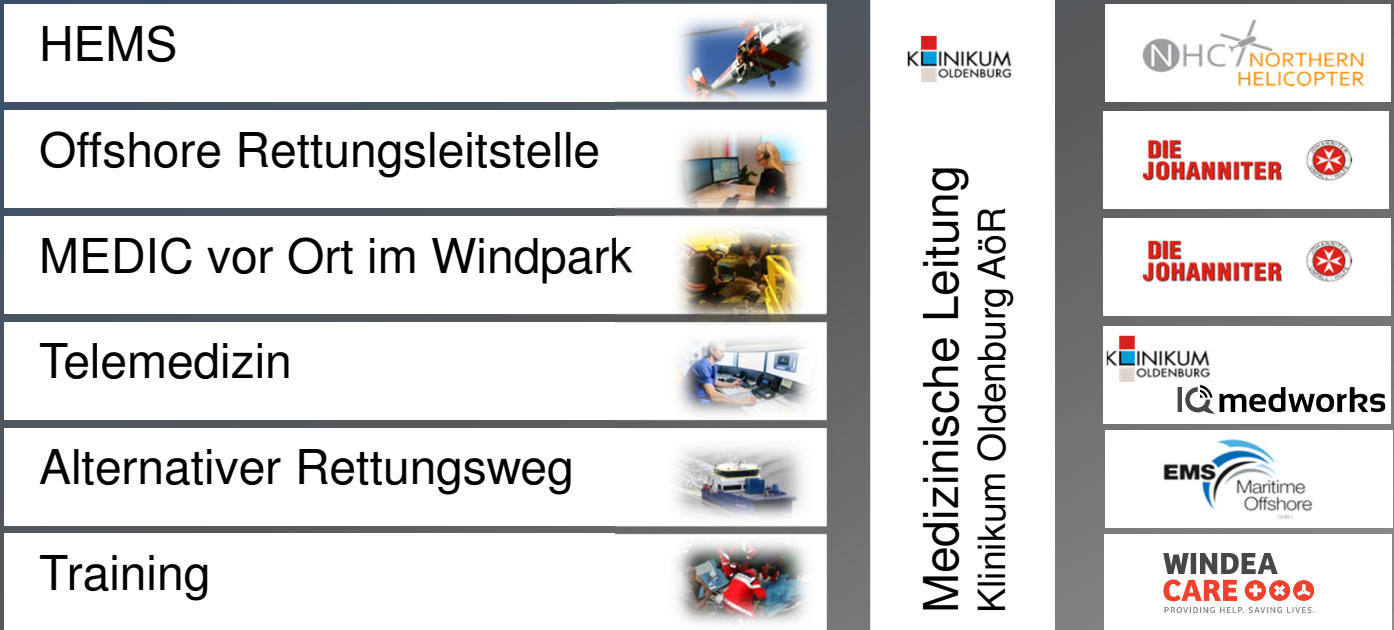 HEMS
Offshore Rettungsleitstelle
MEDIC vor Ort im Windpark
Telemedizin
Alternativer Rettungsweg
Training
KLINIKUM
OLDENBURG
Medizinische Leitung
Klinikum Oldenburg AöR
NHC NORTHERN
HELICOPTER
DIE
JOHANNITER
DIE
JOHANNITER
KLINIKUM
OLDENBURG
IQ medworks
EMS
Maritime
Offshore
GmbH
WINDEA
CARE
PROVIDING HELP. SAVING LIVES.